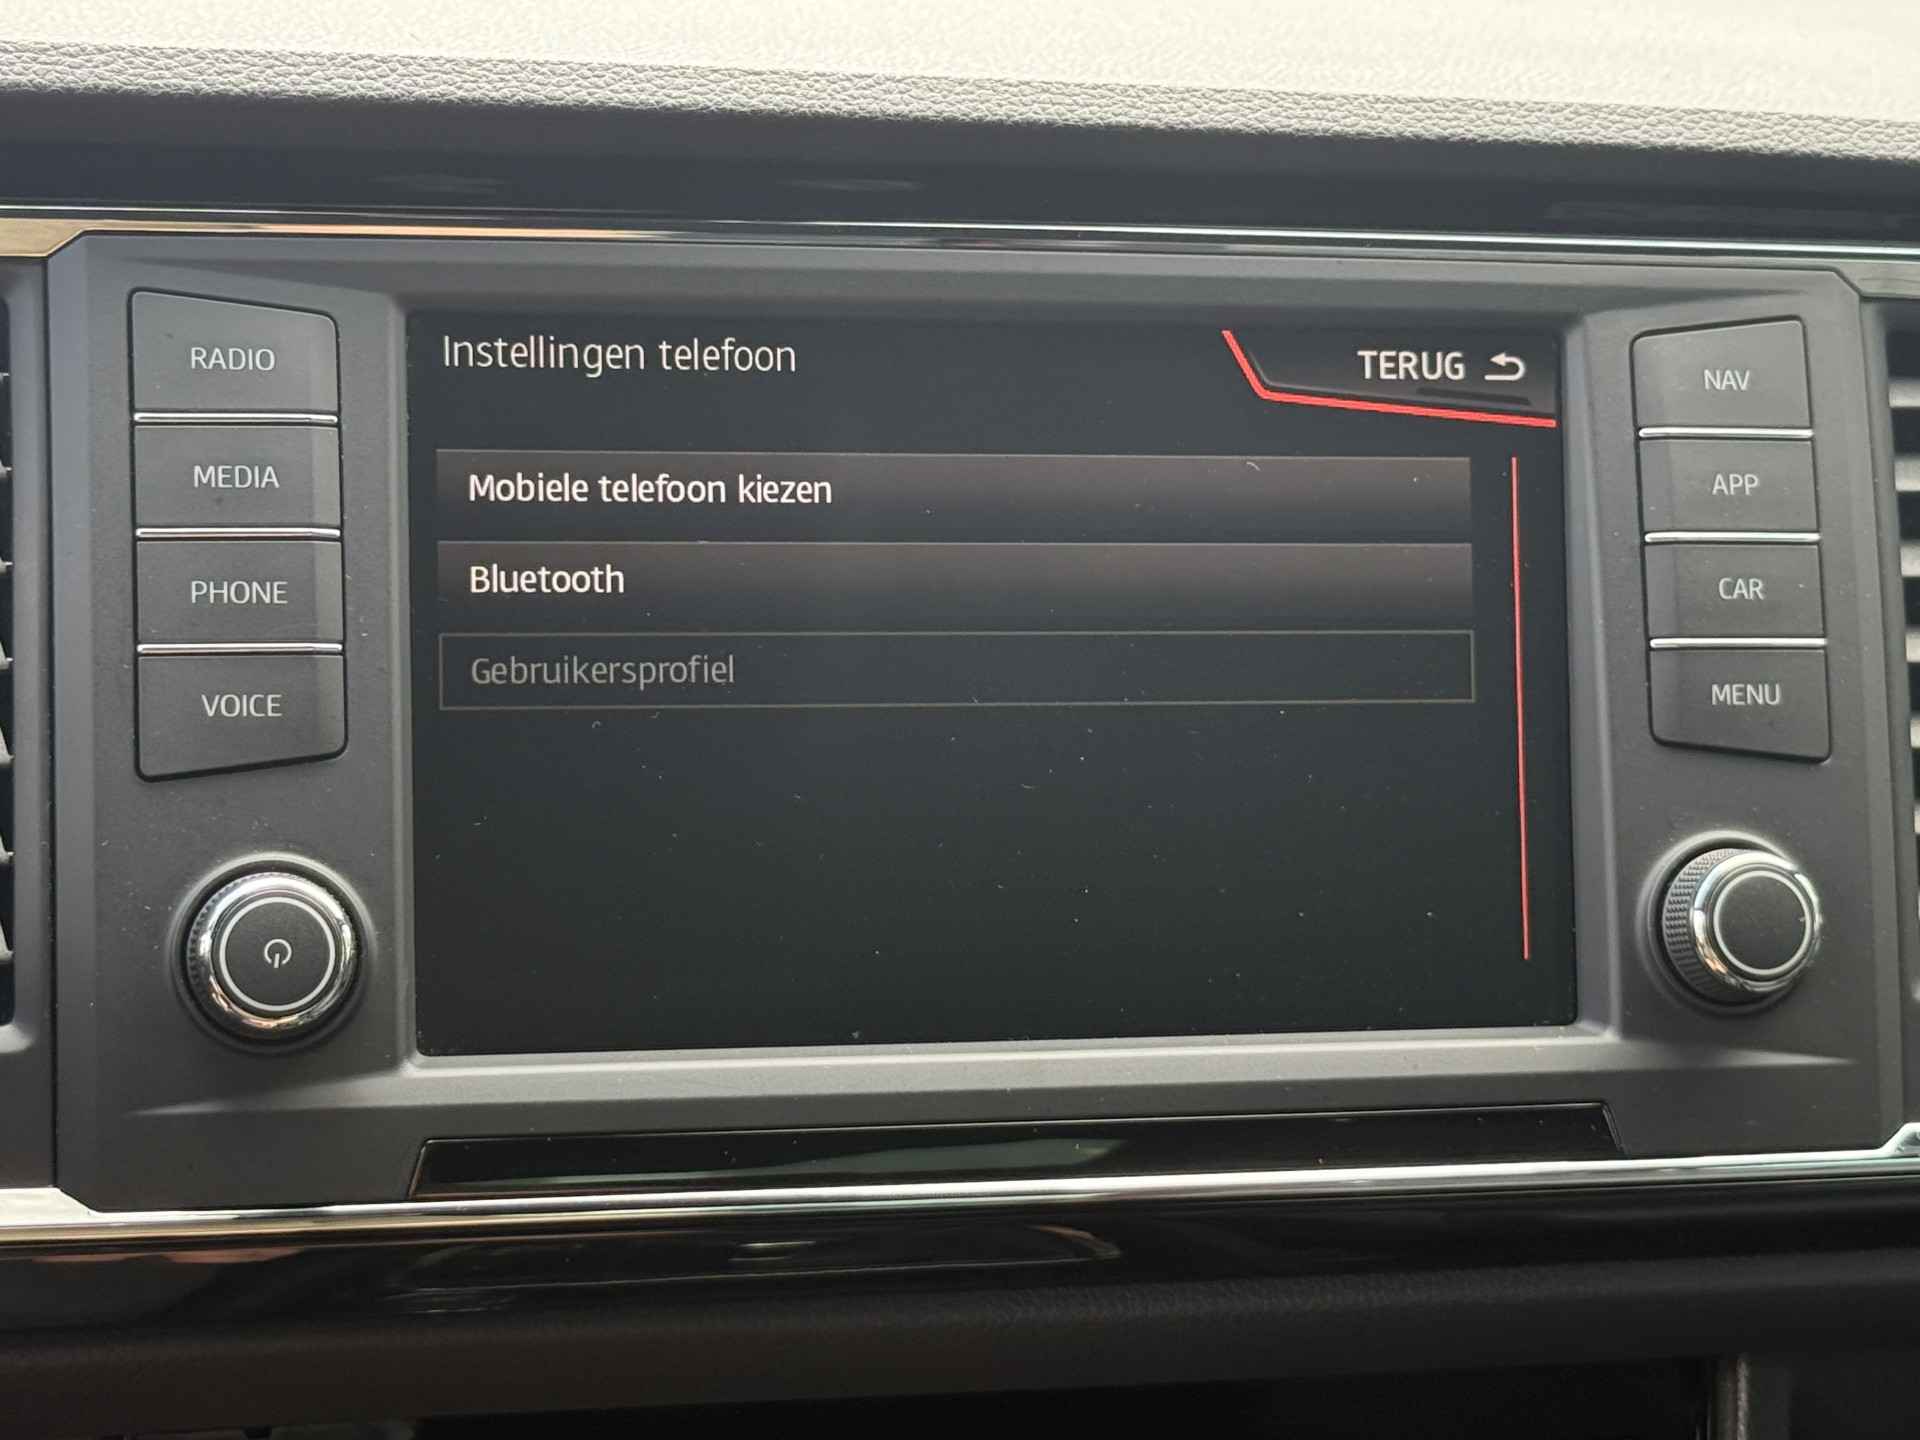 Instellingen telefoon
TERUG
Mobiele telefoon kiezen
Bluetooth
Gebruikersprofiel
RADIO
MEDIA
PHONE
VOICE
NAV
APP
CAR
MENU